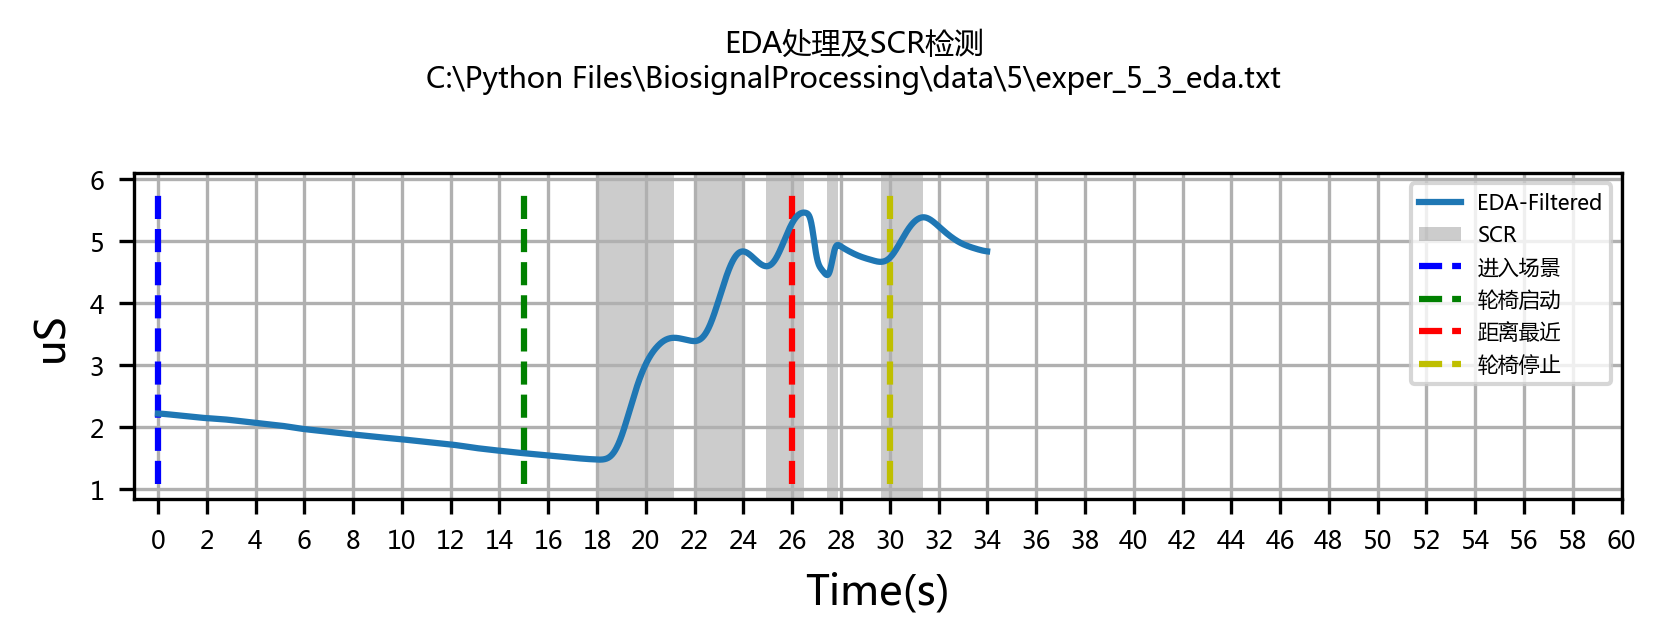 EDA处理及SCR检测
C:\Python Files\BiosignalProcessing\data\5\exper_5_3_eda.txt
6
5
4
3
2
1
uS
EDA-Filtered
SCR
进入场景
轮椅启动
距离最近
轮椅停止
0 2 4 6 8 10 12 14 16 18 20 22 24 26 28 30 32 34 36 38 40 42 44 46 48 50 52 54 56 58 60
Time(s)